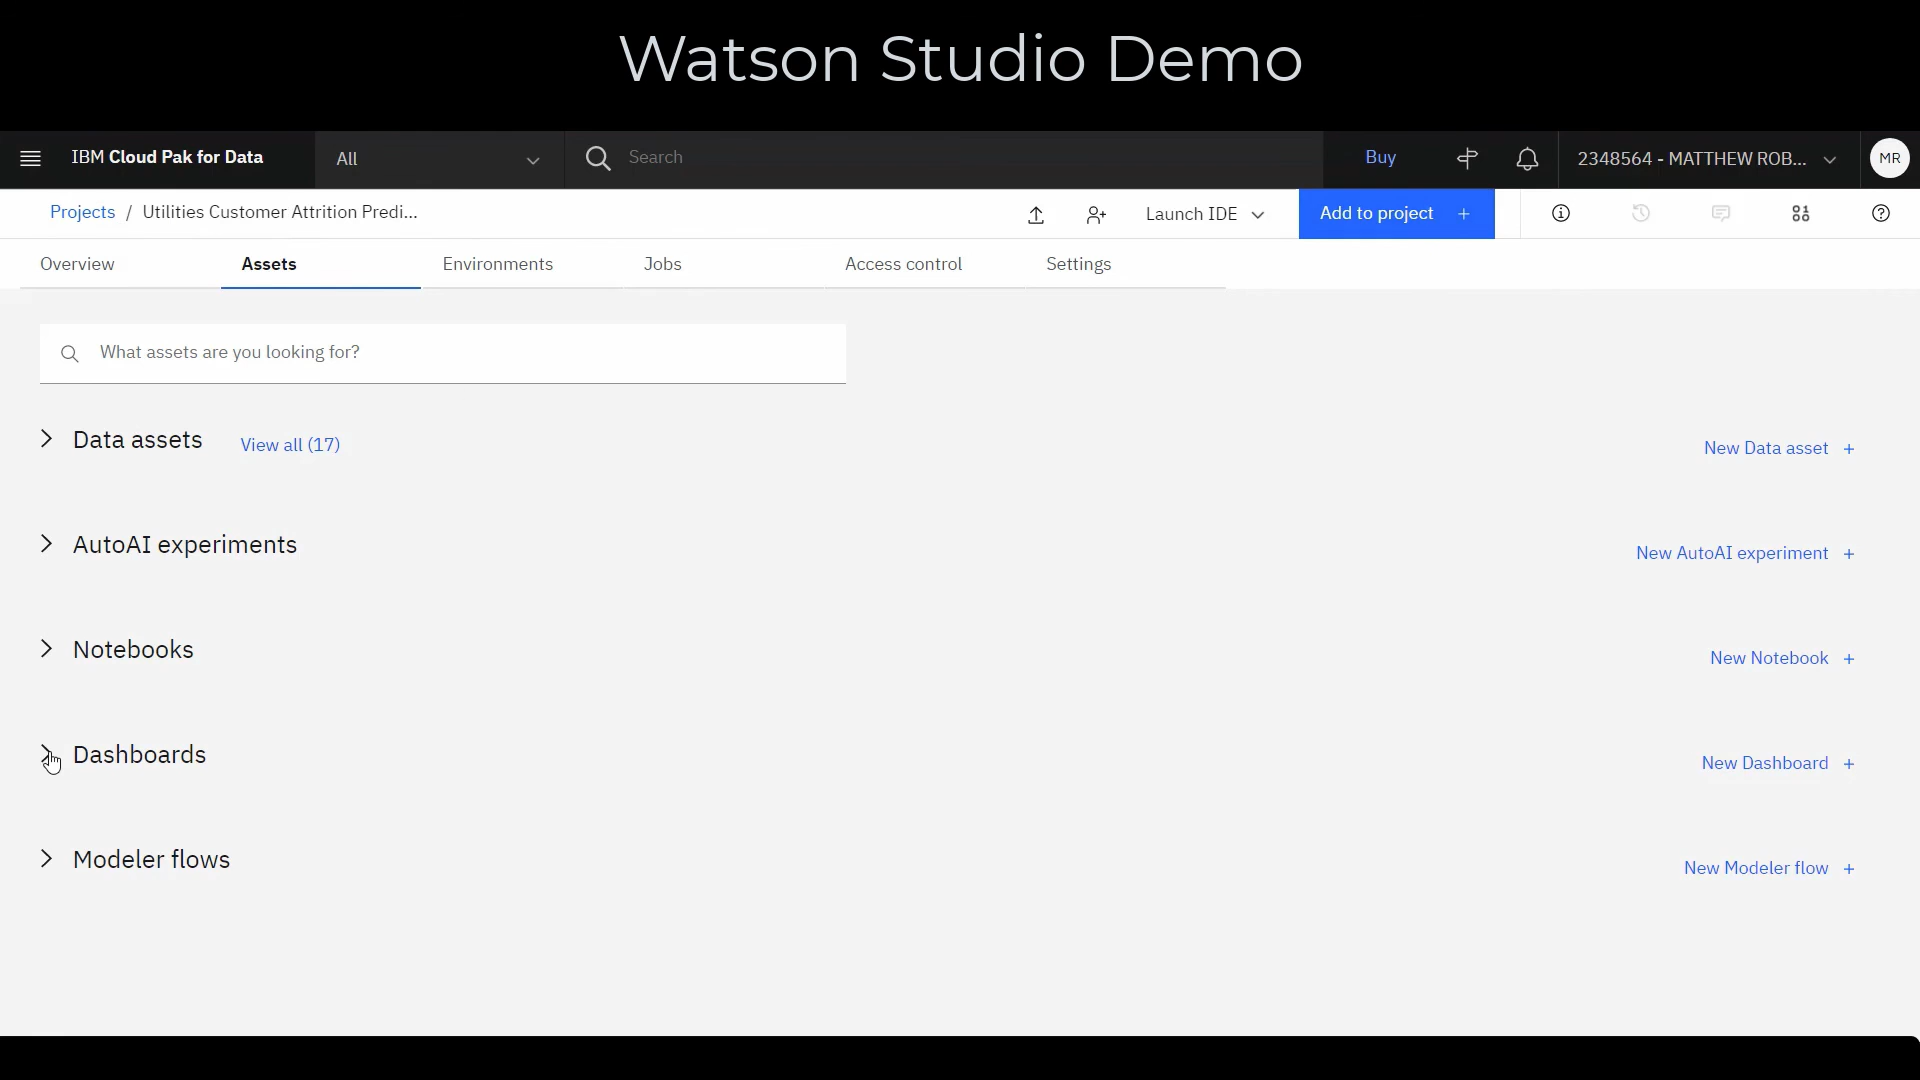 Watson Studio Demo
IBM Cloud Pak for Data
All
Search
Buy
2348564 - MATTHEW ROB...
MR
Projects / Utilities Customer Attrition Predi...
Launch IDE
Add to project +
Overview
Assets
Environments
Jobs
Access control
Settings
What assets are you looking for?
Data assets
View all (17)
New Data asset +
AutoAI experiments
New AutoAI experiment +
Notebooks
New Notebook +
Dashboards
New Dashboard +
Modeler flows
New Modeler flow +